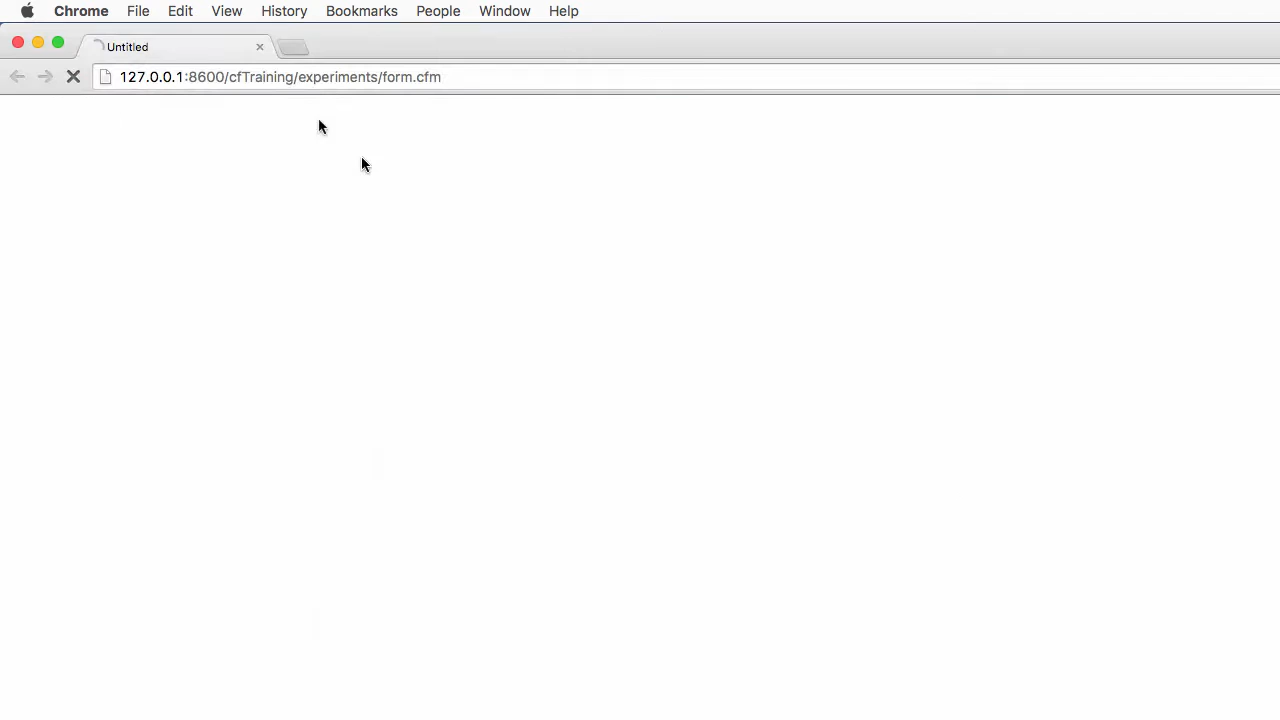 Chrome File Edit View History Bookmarks People Window Help
Untitled
127.0.0.1:8600/cfTraining/experiments/form.cfm